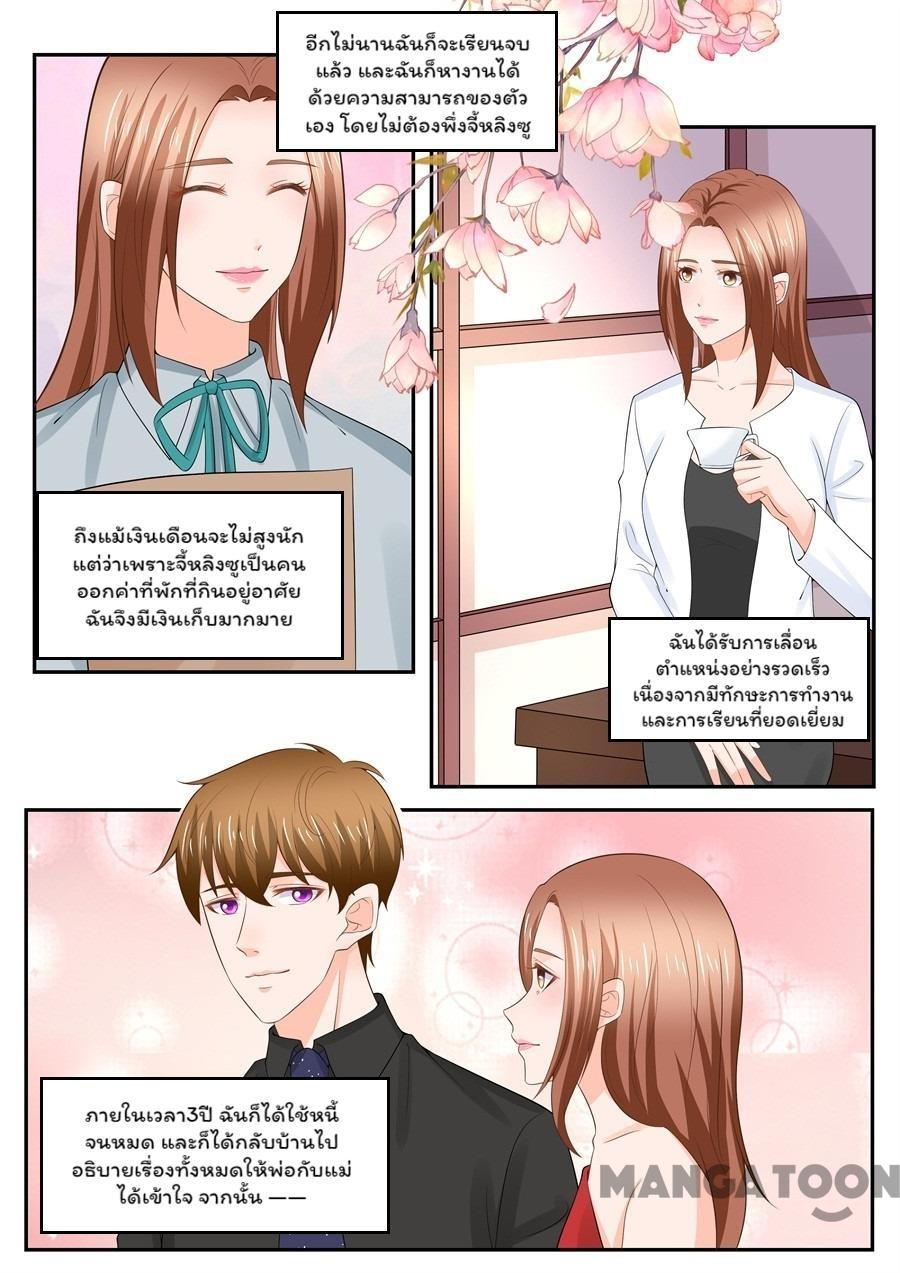 อีกไม่นานฉันก็จะเรียนจบ
แล้ว และฉันก็หางานได้
ด้วยความสามารถของตัว
เอง โดยไม่ต้องพึ่งจี้หลิงซู
ถึงแม้เงินเดือนจะไม่สูงนัก
แต่ว่าเพราะจี้หลิงซูเป็นคน
ออกค่าที่พักที่กินอยู่อาศัย
ฉันจึงมีเงินเก็บมากมาย
ฉันได้รับการเลื่อน
ตำแหน่งอย่างรวดเร็ว
เนื่องจากมีทักษะการทำงาน
และการเรียนที่ยอดเยี่ยม
ภายในเวลา3ปี ฉันก็ได้ใช้หนี้
จนหมด และก็ได้กลับบ้านไป
อธิบายเรื่องทั้งหมดให้พ่อกับแม่
ได้เข้าใจ จากนั้น ——
MANGATOON